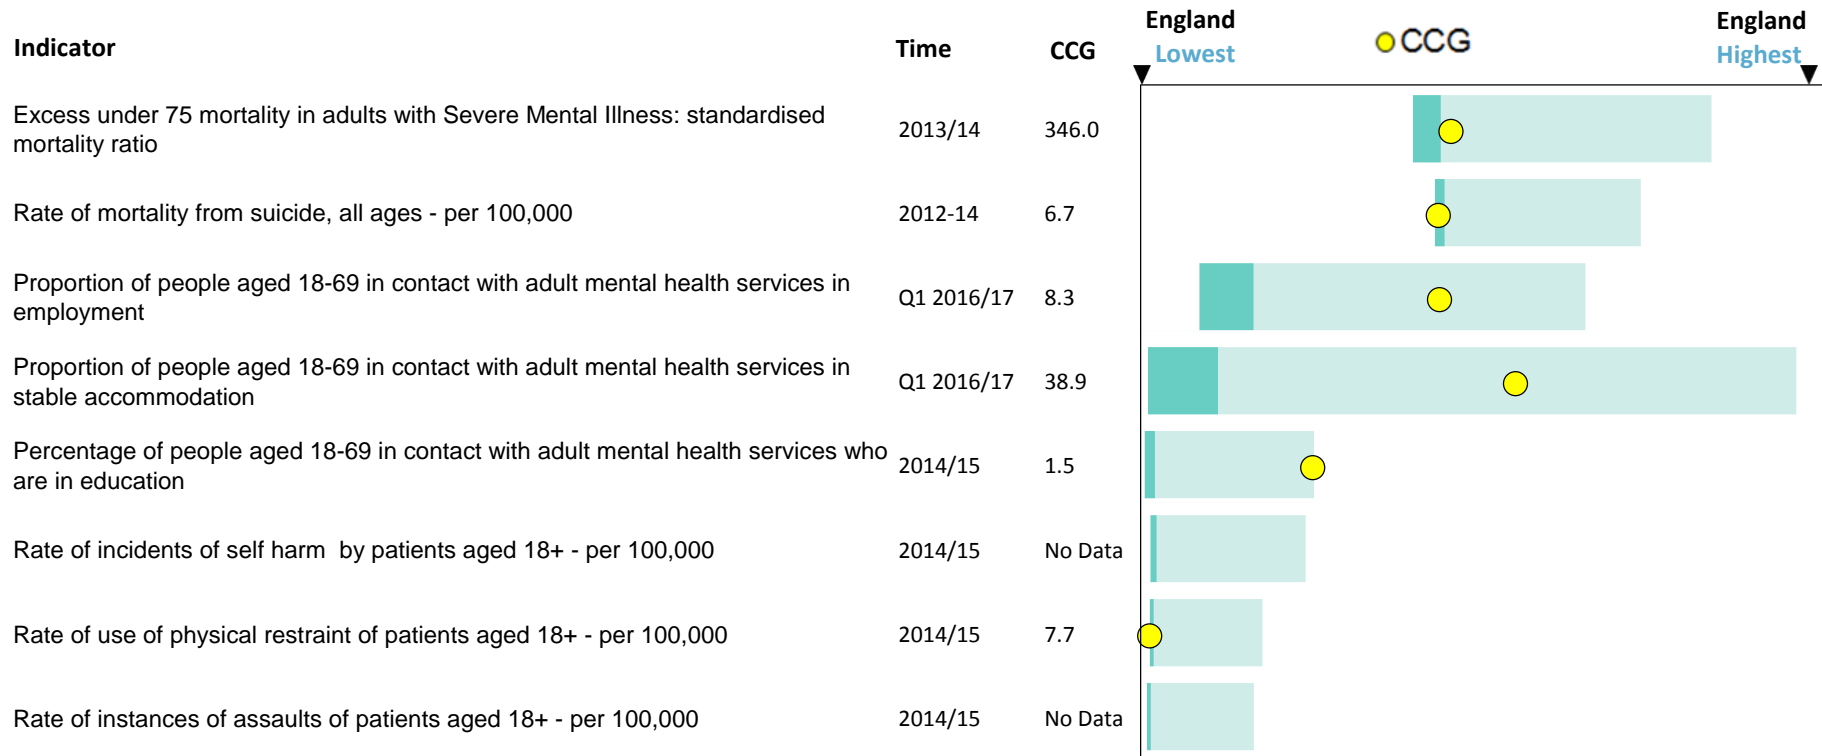 England England
Indicator Time CCG Lowest CCG Highest
Excess under 75 mortality in adults with Severe Mental Illness: standardised
mortality ratio 2013/14 346.0
Rate of mortality from suicide, all ages - per 100,000 2012-14 6.7
Proportion of people aged 18-69 in contact with adult mental health services in
employment Q1 2016/17 8.3
Proportion of people aged 18-69 in contact with adult mental health services in
stable accommodation Q1 2016/17 38.9
Percentage of people aged 18-69 in contact with adult mental health services who
are in education 2014/15 1.5
Rate of incidents of self harm  by patients aged 18+ - per 100,000 2014/15 No Data
Rate of use of physical restraint of patients aged 18+ - per 100,000 2014/15 7.7
Rate of instances of assaults of patients aged 18+ - per 100,000 2014/15 No Data